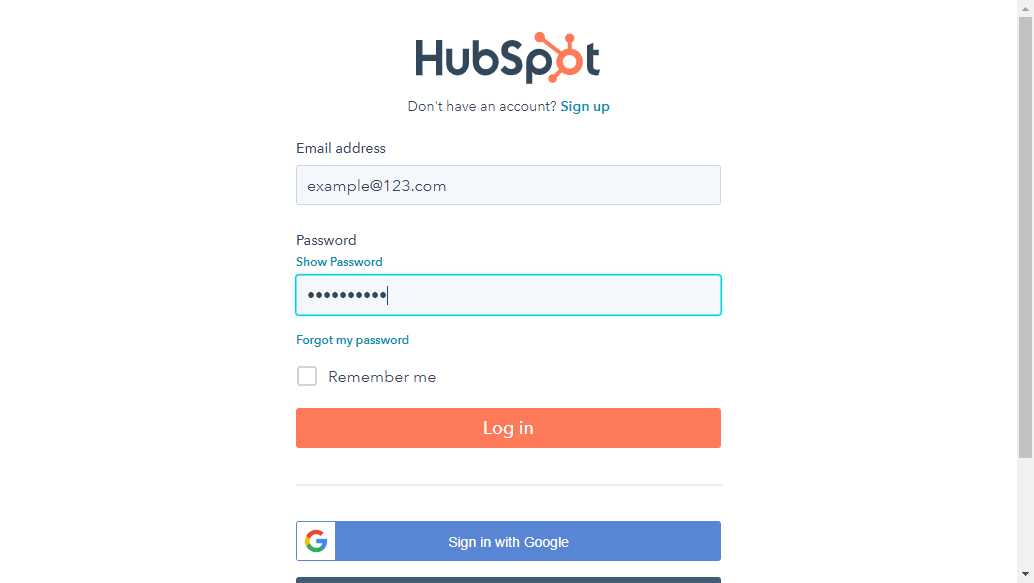 HubSpot
Don't have an account? Sign up
Email address
example@123.com
Password
Show Password
••••••••••
Forgot my password
Remember me
Log in
Sign in with Google